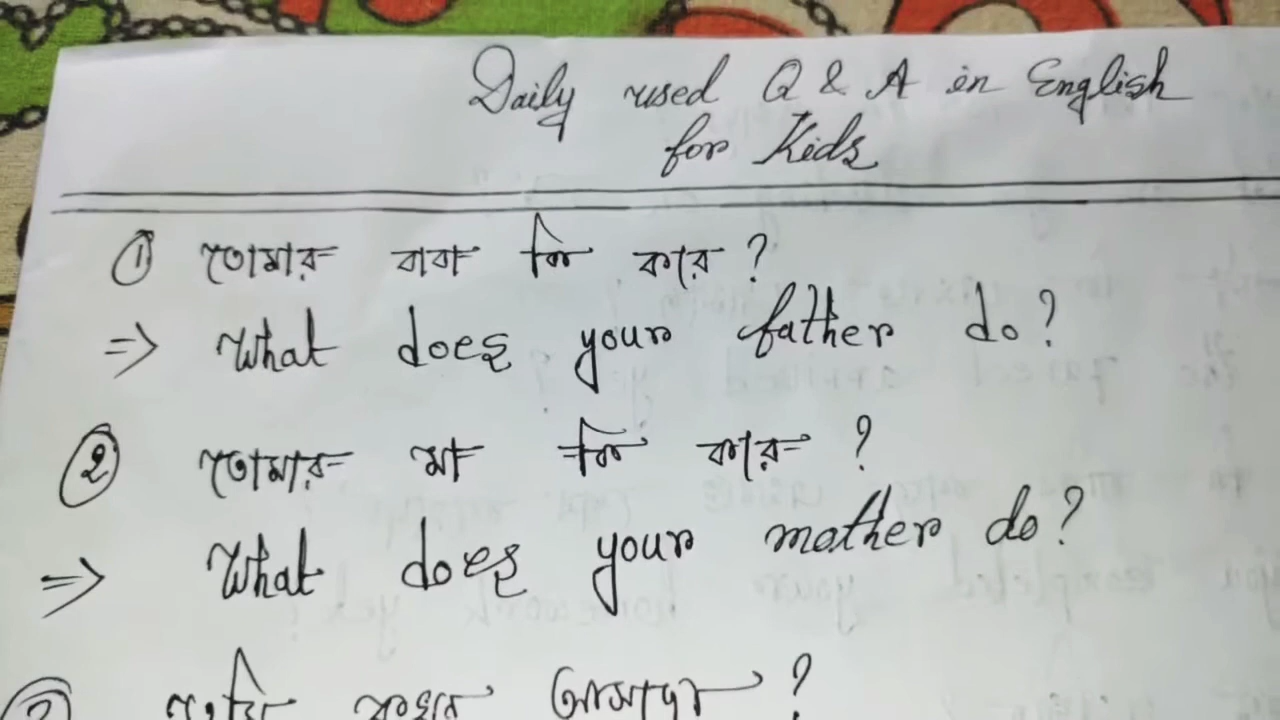 Daily used Q & A in English
for Kids
① তোমার বাবা কি করে ?
=> What does your father do ?
② তোমার মা কি করে ?
=> What does your mother do ?
?